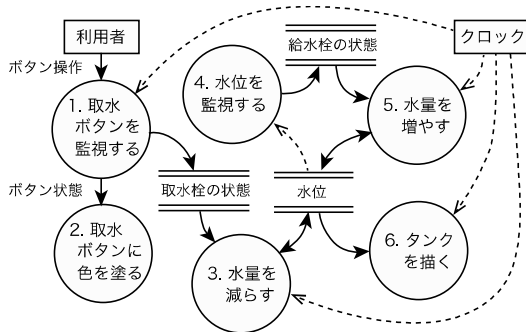 利用者
クロック
給水栓の状態
ボタン操作
4. 水位を
監視する
1. 取水
ボタンを
監視する
5. 水量を
増やす
ボタン状態
取水栓の状態
水位
2. 取水
ボタンに
色を塗る
3. 水量を
減らす
6. タンク
を描く